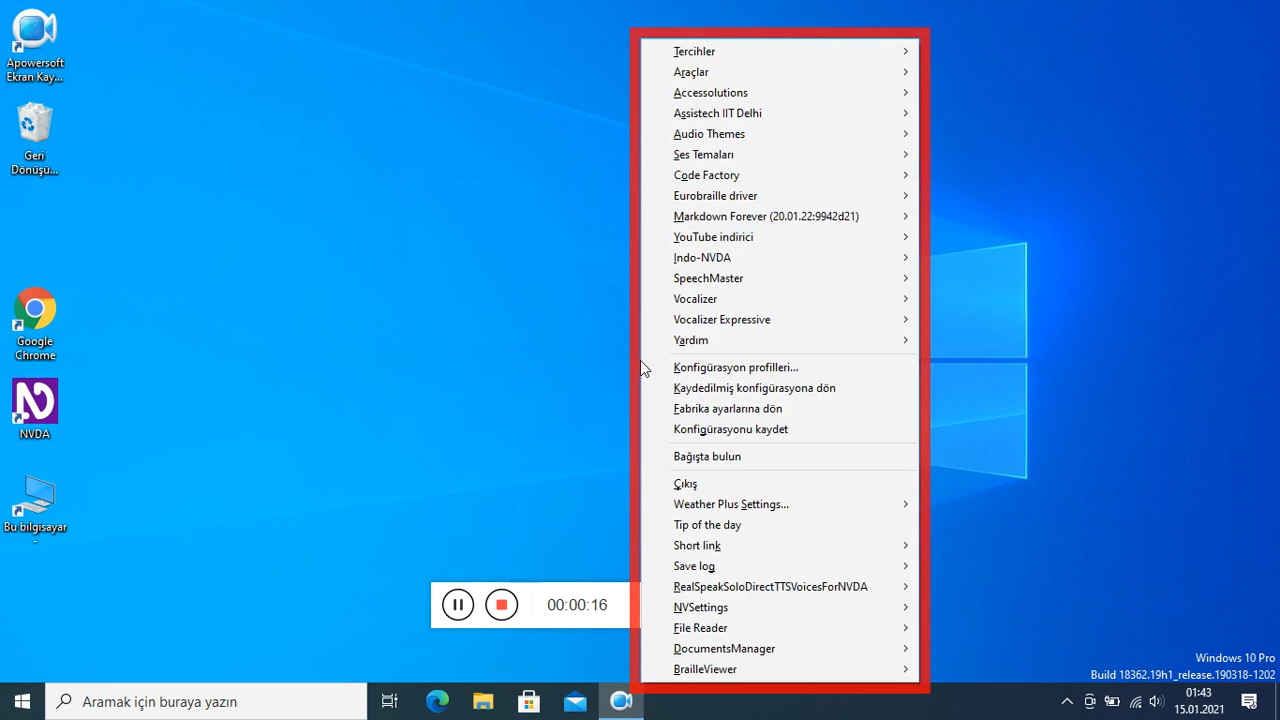 Apowersoft
Ekran Kay...
Geri
Dönüşü...
Google
Chrome
NVDA
Bu bilgisayar
-
Tercihler
Araçlar
Accessolutions
Assistech IIT Delhi
Audio Themes
Ses Temaları
Code Factory
Eurobraille driver
Markdown Forever (20.01.22:9942d21)
YouTube indirici
Indo-NVDA
SpeechMaster
Vocalizer
Vocalizer Expressive
Yardım
Konfigürasyon profilleri...
Kaydedilmiş konfigürasyona dön
Fabrika ayarlarına dön
Konfigürasyonu kaydet
Bağışta bulun
Çıkış
Weather Plus Settings...
Tip of the day
Short link
Save log
RealSpeakSoloDirectTTSVoicesForNVDA
NVSettings
File Reader
DocumentsManager
BrailleViewer
00:00:16
Windows 10 Pro
Build 18362.19h1_release.190318-1202
Aramak için buraya yazın
01:43
15.01.2021